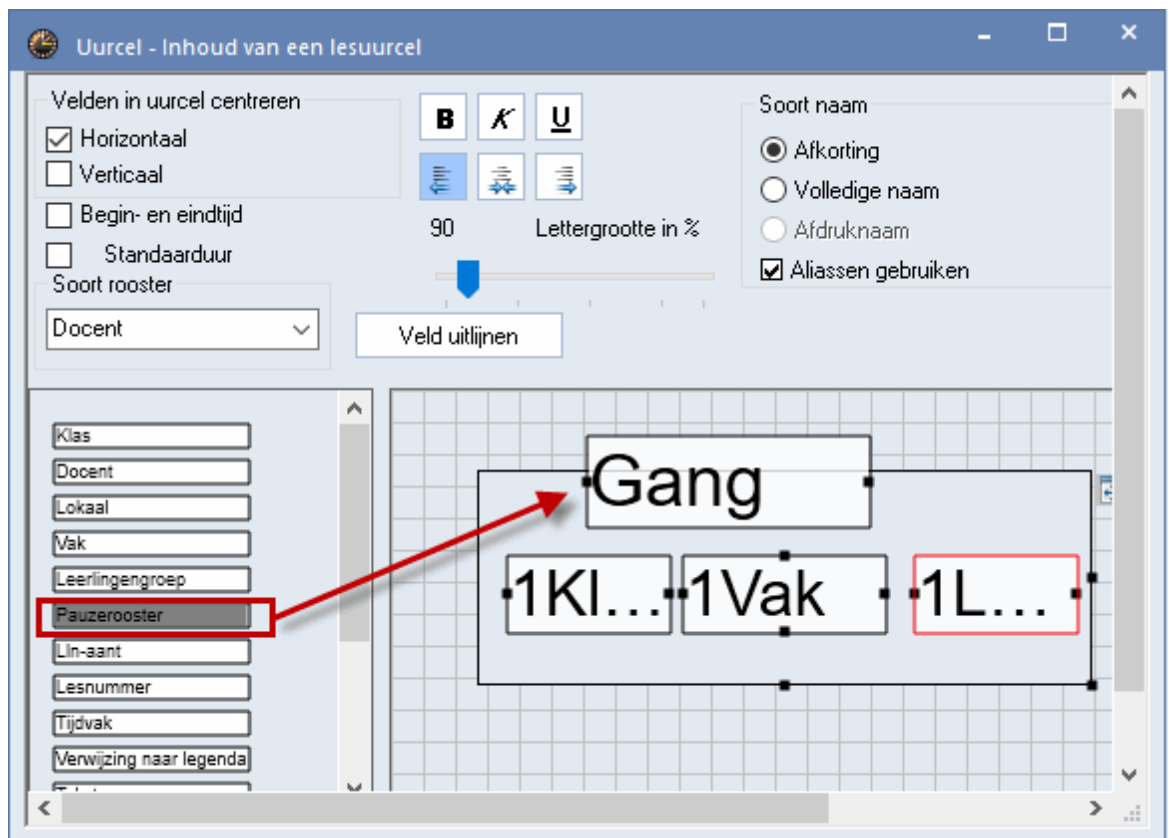 Uurcel - Inhoud van een lesuurcel
Velden in uurcel centreren
Horizontaal
Verticaal
Begin- en eindtijd
Standaarduur
Soort rooster
Docent
B K U
90 Lettergrootte in %
Veld uitlijnen
Soort naam
Afkorting
Volledige naam
Afdruknaam
Aliassen gebruiken
Klas
Docent
Lokaal
Vak
Leerlingengroep
Pauzerooster
Lln-aant
Lesnummer
Tijdvak
Verwijzing naar legenda
Gang
1Kl... 1Vak 1L...